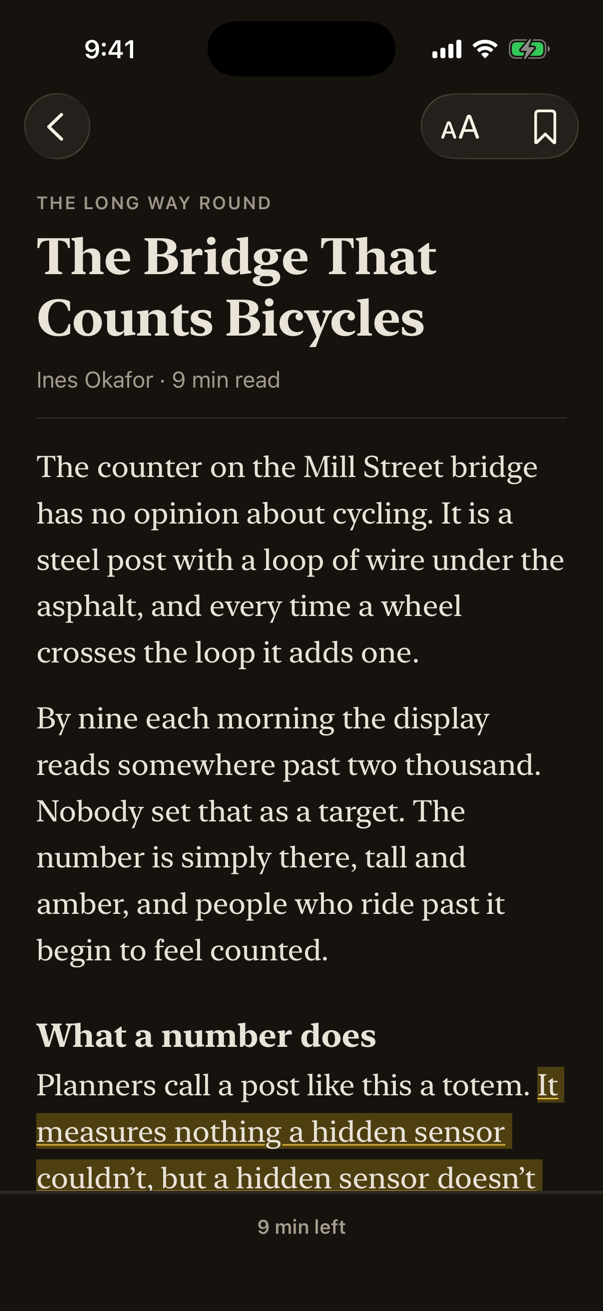 9:41
AA
THE LONG WAY ROUND
The Bridge That
Counts Bicycles
Ines Okafor · 9 min read
The counter on the Mill Street bridge
has no opinion about cycling. It is a
steel post with a loop of wire under the
asphalt, and every time a wheel
crosses the loop it adds one.
By nine each morning the display
reads somewhere past two thousand.
Nobody set that as a target. The
number is simply there, tall and
amber, and people who ride past it
begin to feel counted.
What a number does
Planners call a post like this a totem. It
measures nothing a hidden sensor
couldn’t, but a hidden sensor doesn’t
9 min left